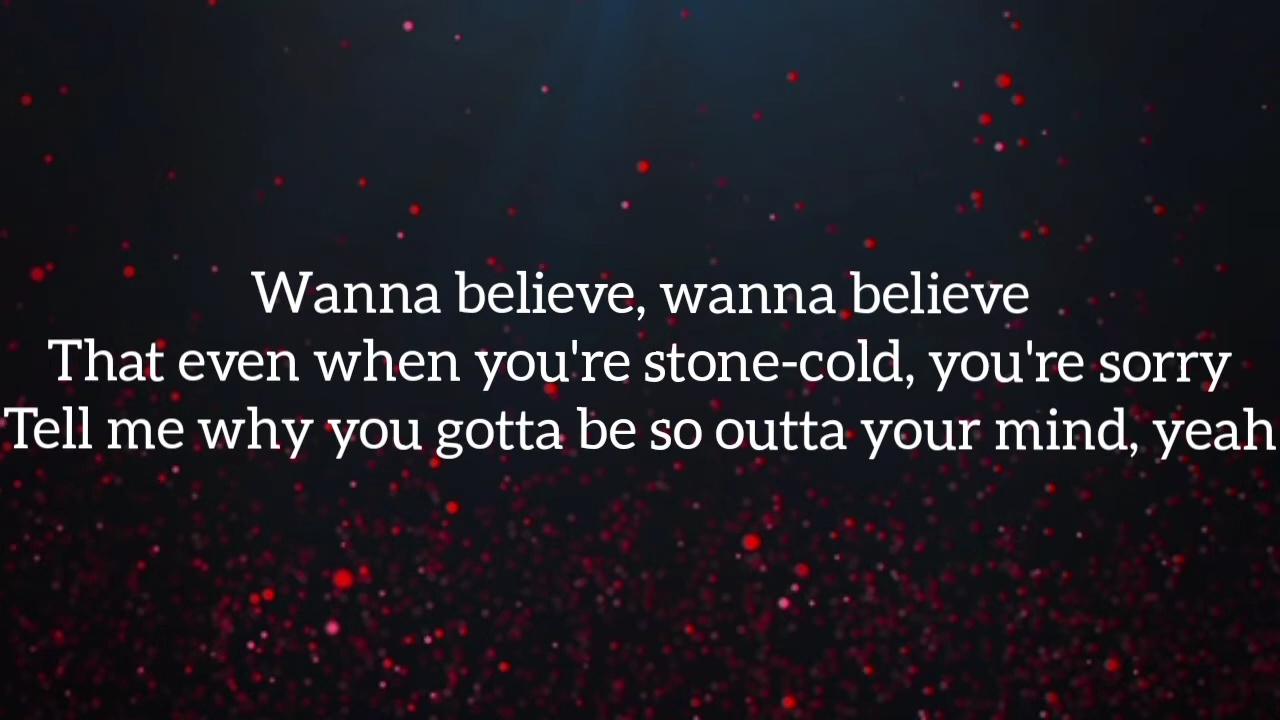 Wanna believe, wanna believe
That even when you're stone-cold, you're sorry
Tell me why you gotta be so outta your mind, yeah